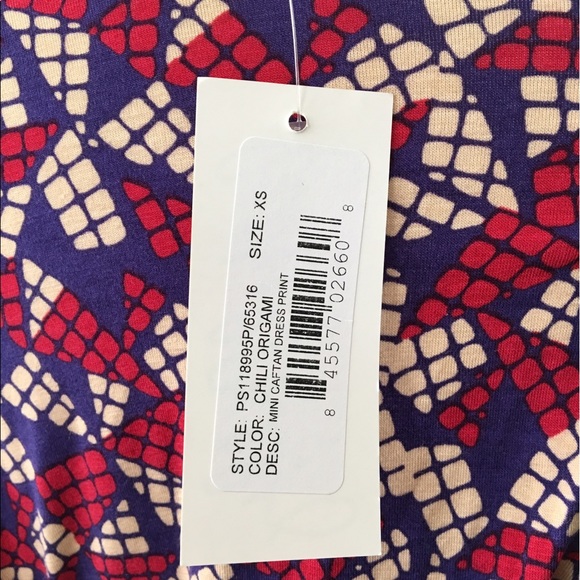 STYLE: PS118995P/65316 SIZE: XS
COLOR: CHILI ORIGAMI
DESC: MINI CAFTAN DRESS PRINT
8 45577 02660 8